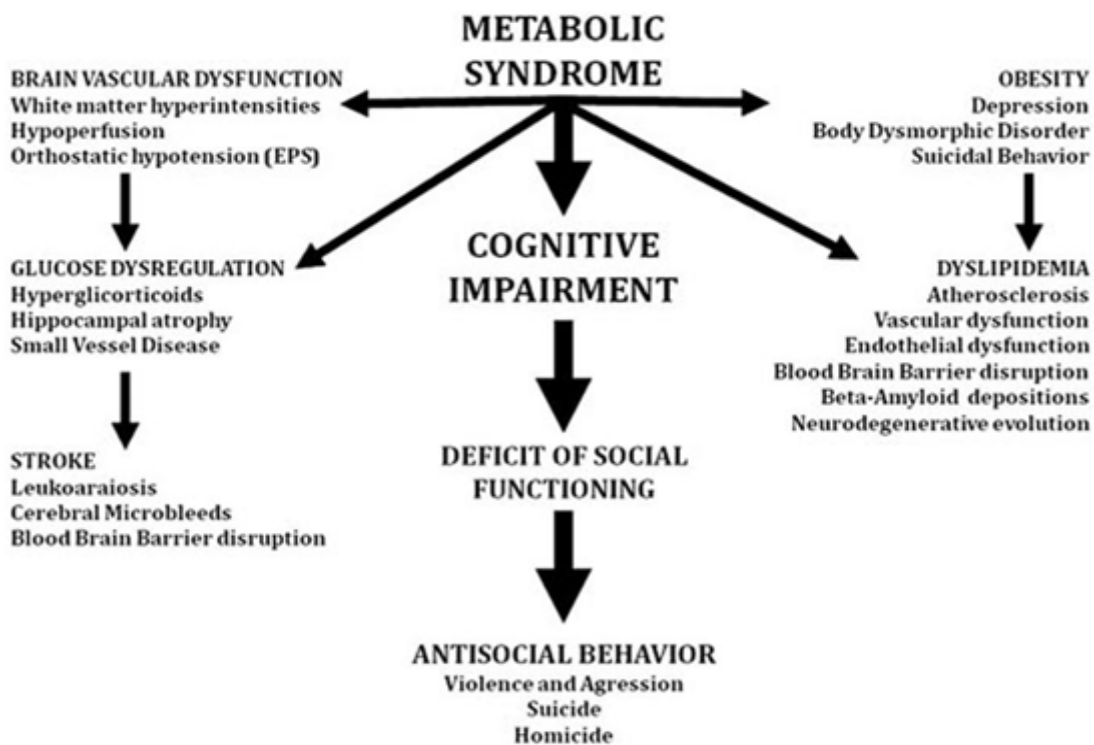 METABOLIC
SYNDROME
BRAIN VASCULAR DYSFUNCTION
White matter hyperintensities
Hypoperfusion
Orthostatic hypotension (EPS)
OBESITY
Depression
Body Dysmorphic Disorder
Suicidal Behavior
COGNITIVE
IMPAIRMENT
GLUCOSE DYSREGULATION
Hyperglicorticoids
Hippocampal atrophy
Small Vessel Disease
DYSLIPIDEMIA
Atherosclerosis
Vascular dysfunction
Endothelial dysfunction
Blood Brain Barrier disruption
Beta-Amyloid depositions
Neurodegenerative evolution
STROKE
Leukoaraiosis
Cerebral Microbleeds
Blood Brain Barrier disruption
DEFICIT OF SOCIAL
FUNCTIONING
ANTISOCIAL BEHAVIOR
Violence and Agression
Suicide
Homicide